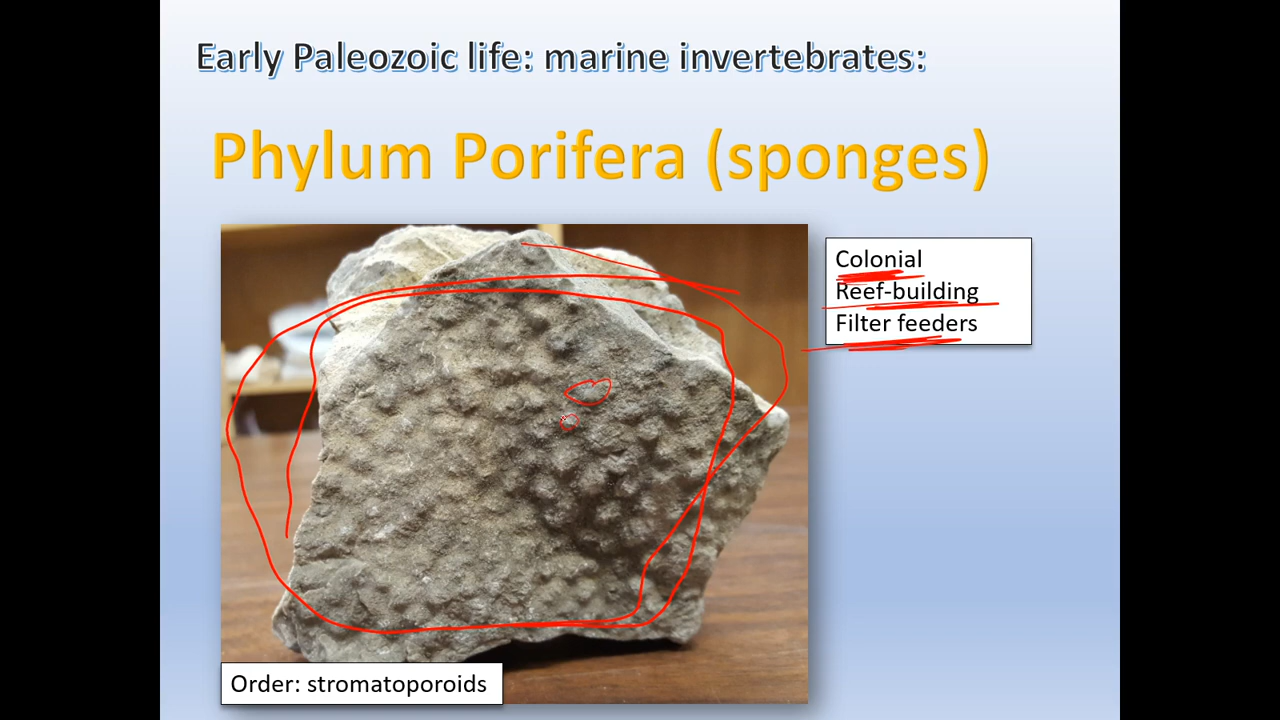 Early Paleozoic life: marine invertebrates:
Phylum Porifera (sponges)
Colonial
Reef-building
Filter feeders
Order: stromatoporoids